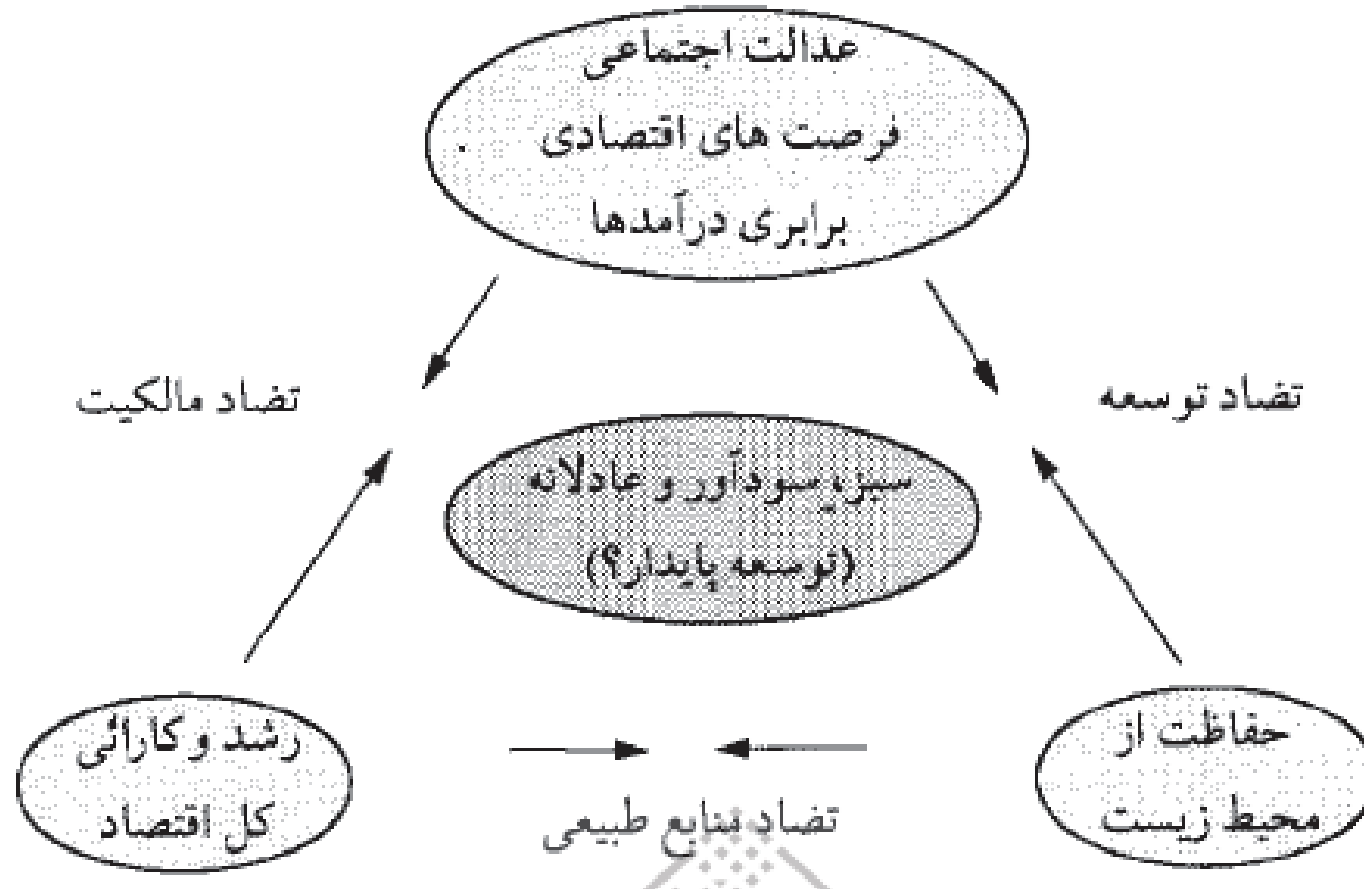 عدالت اجتماعی
فرصت های اقتصادی
برابری درآمدها
تضاد مالکیت
تضاد توسعه
سبز، سودآور و عادلانه
(توسعه پایدار؟)
رشد و کارائی
کل اقتصاد
حفاظت از
محیط زیست
تضاد منابع طبیعی